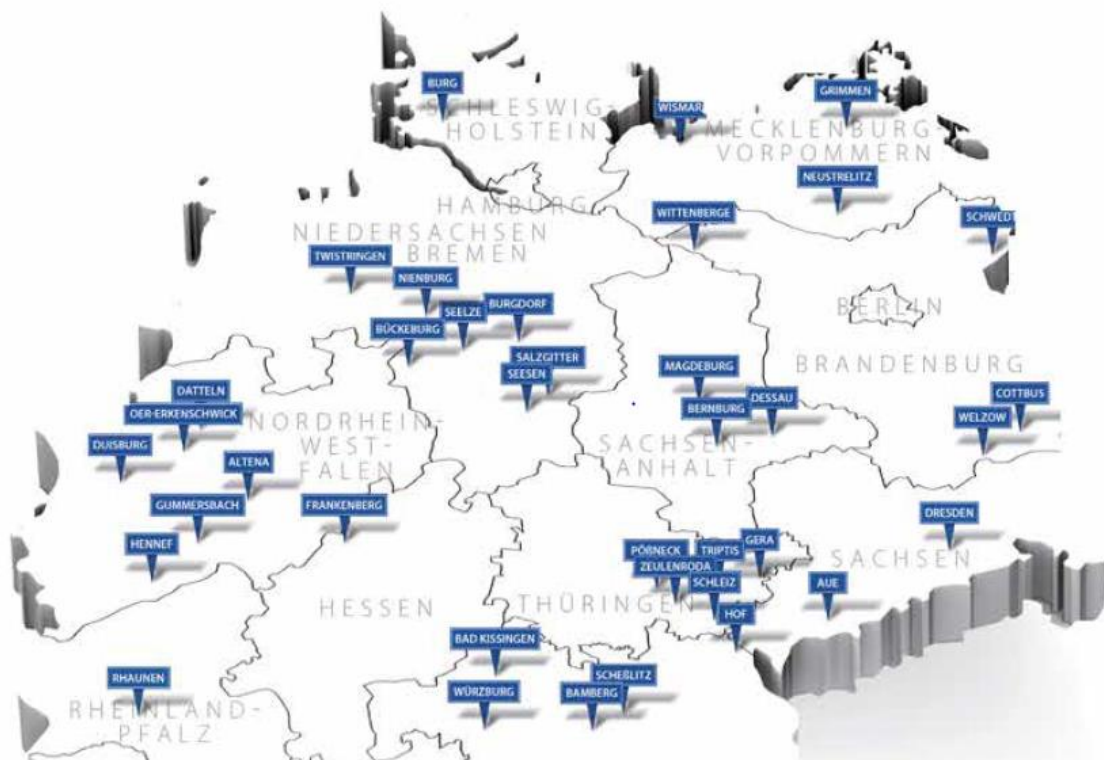 BURG
GRIMMEN
WISMAR
SCHLESWIG-
HOLSTEIN
MECKLENBURG-
VORPOMMERN
NEUSTRELITZ
HAMBURG
WITTENBERGE
SCHWEDT
NIEDERSACHSEN
BREMEN
TWISTRINGEN
NIENBURG
BURGDORF
SEELZE
BÜCKEBURG
BERLIN
SALZGITTER
SEESEN
MAGDEBURG
BRANDENBURG
DATTELN
DESSAU
COTTBUS
OER-ERKENSCHWICK
BERNBURG
WELZOW
NORDRHEIN-
WEST-
FALEN
DUISBURG
SACHSEN-
ANHALT
ALTENA
GUMMERSBACH
FRANKENBERG
DRESDEN
HENNEF
PÖßNECK
TRIPTIS
GERA
SACHSEN
ZEULENRODA
SCHLEIZ
AUE
HESSEN
THÜRINGEN
HOF
BAD KISSINGEN
RHAUNEN
SCHEßLITZ
WÜRZBURG
BAMBERG
RHEINLAND-
PFALZ